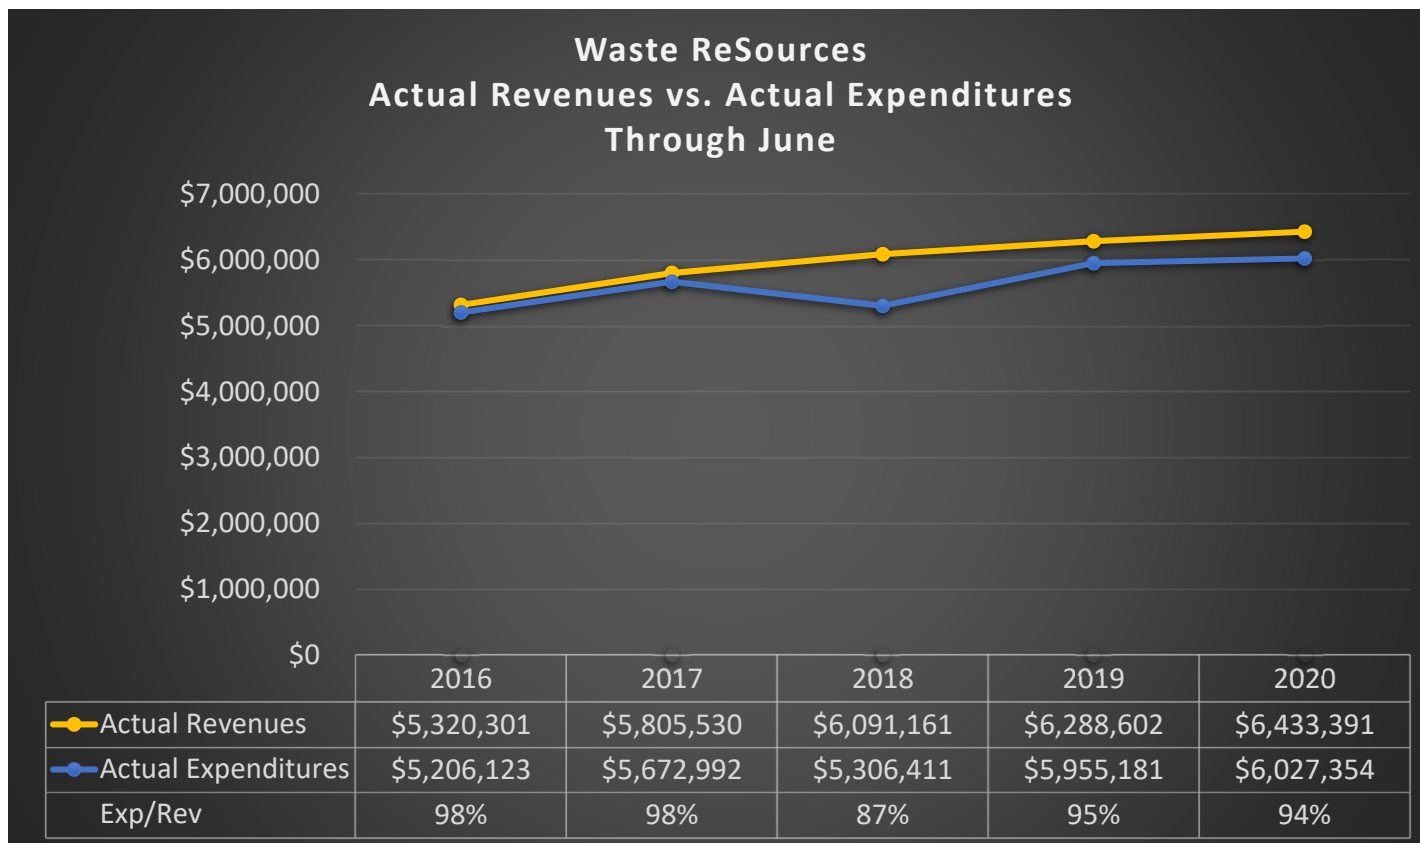 Waste ReSources
Actual Revenues vs. Actual Expenditures
Through June
$7,000,000
$6,000,000
$5,000,000
$4,000,000
$3,000,000
$2,000,000
$1,000,000
$0
2016 2017 2018 2019 2020
Actual Revenues $5,320,301 $5,805,530 $6,091,161 $6,288,602 $6,433,391
Actual Expenditures $5,206,123 $5,672,992 $5,306,411 $5,955,181 $6,027,354
Exp/Rev 98% 98% 87% 95% 94%